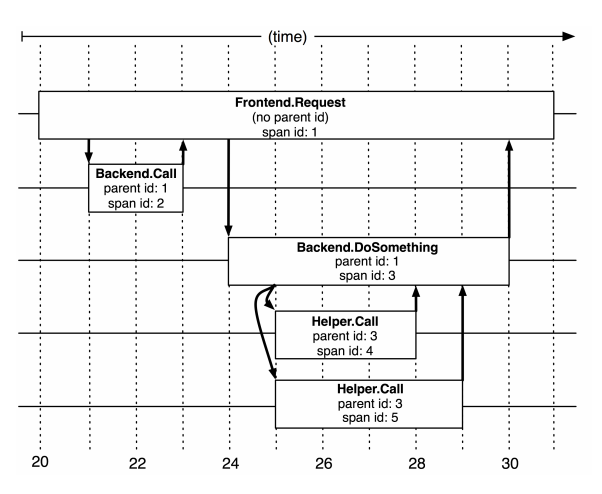 (time)
Frontend.Request
(no parent id)
span id: 1
Backend.Call
parent id: 1
span id: 2
Backend.DoSomething
parent id: 1
span id: 3
Helper.Call
parent id: 3
span id: 4
Helper.Call
parent id: 3
span id: 5
20 22 24 26 28 30